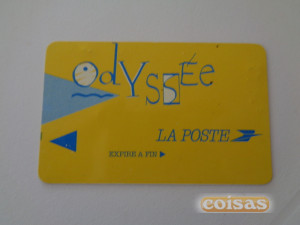 OdYSSÉe
LA POSTE
EXPIRE A FIN
coisas